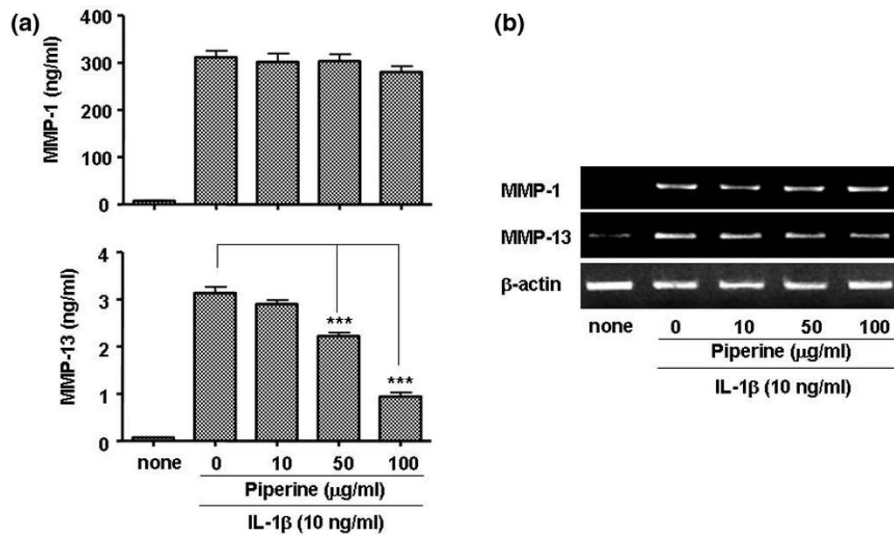 (a)
MMP-1 (ng/ml)
400
300
200
100
0
MMP-13 (ng/ml)
4
3
2
1
0
***
***
none 0 10 50 100
Piperine (μg/ml)
IL-1β (10 ng/ml)
(b)
MMP-1
MMP-13
β-actin
none 0 10 50 100
Piperine (μg/ml)
IL-1β (10 ng/ml)